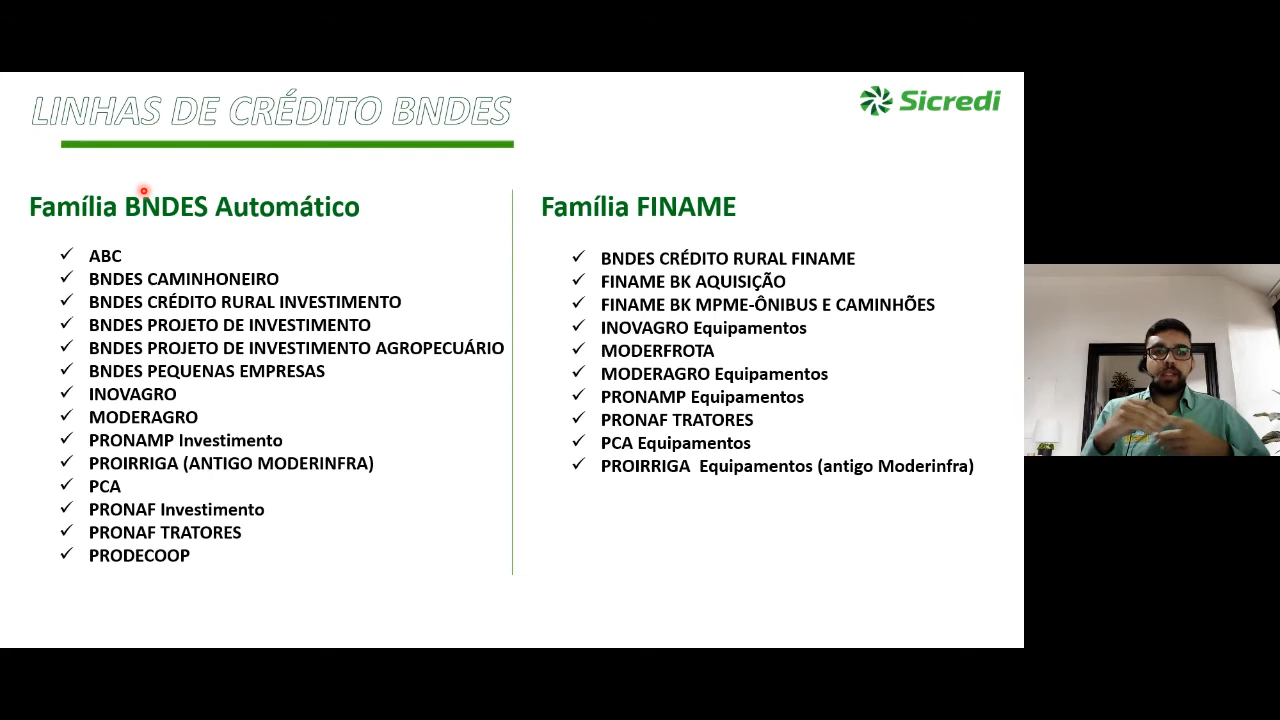 LINHAS DE CRÉDITO BNDES
Sicredi
Família BNDES Automático
ABC
BNDES CAMINHONEIRO
BNDES CRÉDITO RURAL INVESTIMENTO
BNDES PROJETO DE INVESTIMENTO
BNDES PROJETO DE INVESTIMENTO AGROPECUÁRIO
BNDES PEQUENAS EMPRESAS
INOVAGRO
MODERAGRO
PRONAMP Investimento
PROIRRIGA (ANTIGO MODERINFRA)
PCA
PRONAF Investimento
PRONAF TRATORES
PRODECOOP
Família FINAME
BNDES CRÉDITO RURAL FINAME
FINAME BK AQUISIÇÃO
FINAME BK MPME-ÔNIBUS E CAMINHÕES
INOVAGRO Equipamentos
MODERFROTA
MODERAGRO Equipamentos
PRONAMP Equipamentos
PRONAF TRATORES
PCA Equipamentos
PROIRRIGA Equipamentos (antigo Moderinfra)